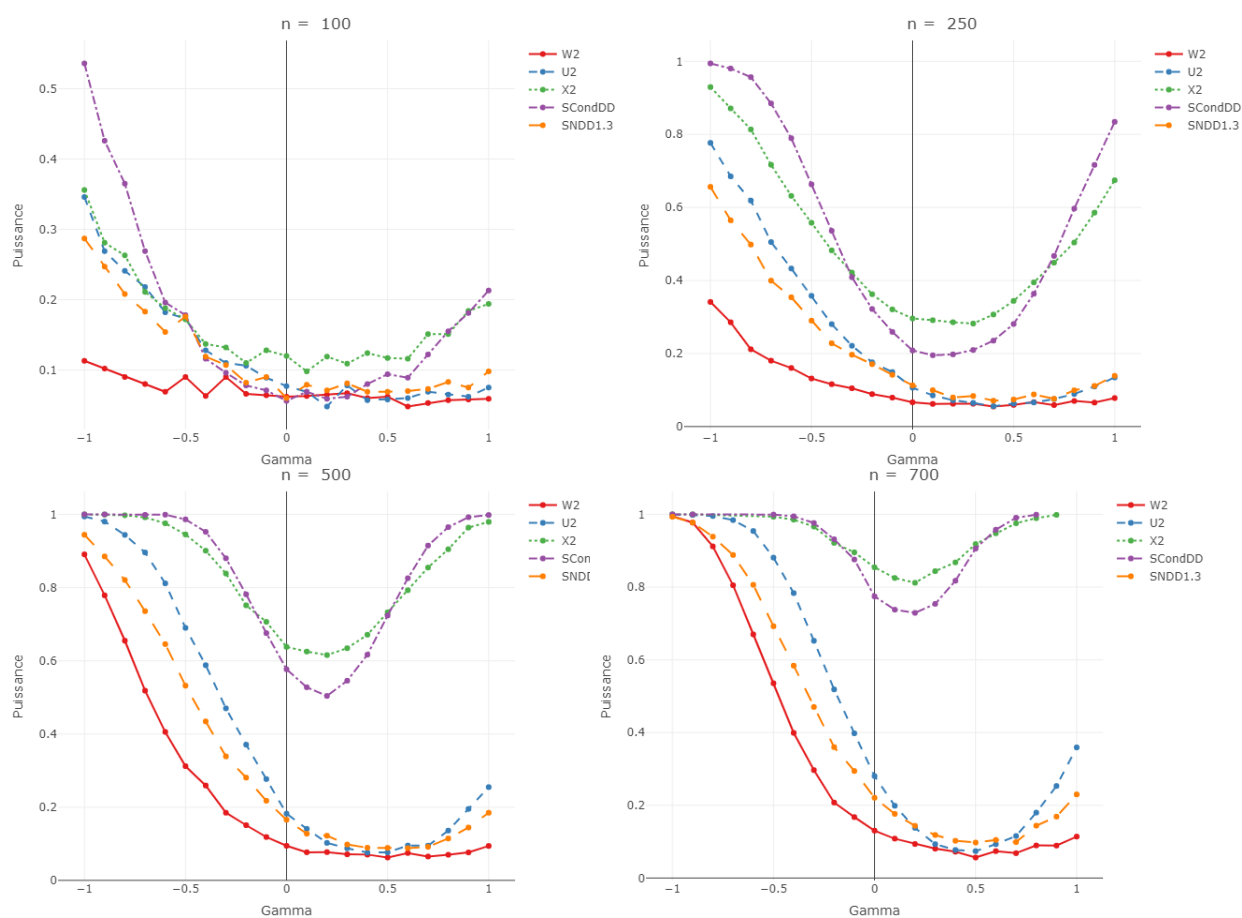 n = 100
W2
U2
X2
SCondDD
SNDD1.3
0.5
0.4
0.3
0.2
0.1
Puissance
−1
−0.5
0
0.5
1
Gamma
n = 250
W2
U2
X2
SCondDD
SNDD1.3
1
0.8
0.6
0.4
0.2
0
Puissance
−1
−0.5
0
0.5
1
Gamma
n = 500
W2
U2
X2
SCon
SNDI
1
0.8
0.6
0.4
0.2
0
Puissance
−1
−0.5
0
0.5
1
Gamma
n = 700
W2
U2
X2
SCondDD
SNDD1.3
1
0.8
0.6
0.4
0.2
0
Puissance
−1
−0.5
0
0.5
1
Gamma